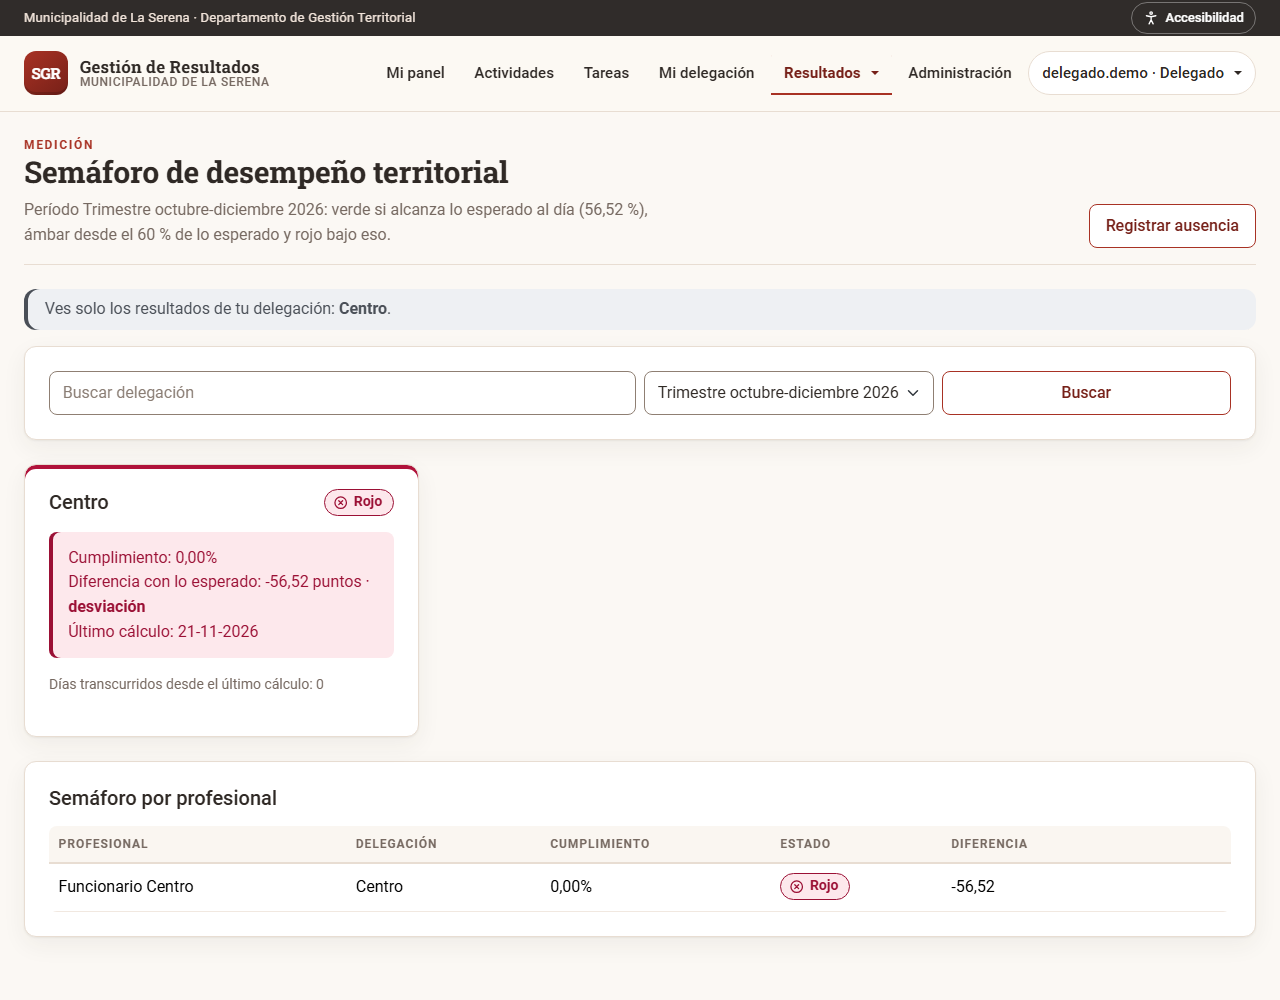 Municipalidad de La Serena · Departamento de Gestión Territorial
Accesibilidad
SGR
Gestión de Resultados
MUNICIPALIDAD DE LA SERENA
Mi panel
Actividades
Tareas
Mi delegación
Resultados
Administración
delegado.demo · Delegado
MEDICIÓN
Semáforo de desempeño territorial
Período Trimestre octubre-diciembre 2026: verde si alcanza lo esperado al día (56,52 %),
ámbar desde el 60 % de lo esperado y rojo bajo eso.
Registrar ausencia
Ves solo los resultados de tu delegación: Centro.
Buscar delegación
Trimestre octubre-diciembre 2026
Buscar
Centro
Rojo
Cumplimiento: 0,00%
Diferencia con lo esperado: -56,52 puntos ·
desviación
Último cálculo: 21-11-2026
Días transcurridos desde el último cálculo: 0
Semáforo por profesional
PROFESIONAL DELEGACIÓN CUMPLIMIENTO ESTADO DIFERENCIA
Funcionario Centro Centro 0,00% Rojo -56,52